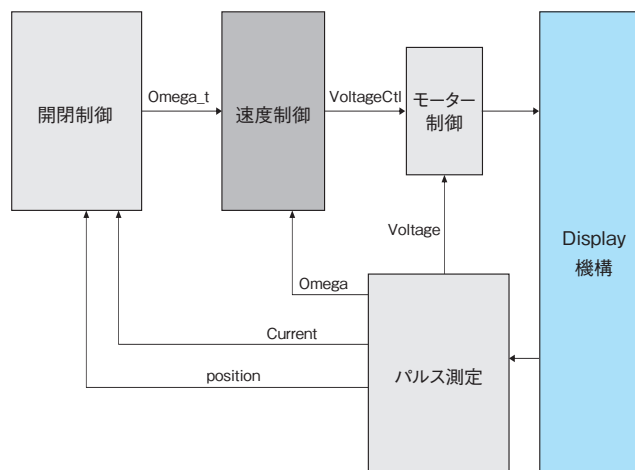 開閉制御
Omega_t
速度制御
VoltageCtl
モーター
制御
Voltage
Display
機構
Omega
Current
position
パルス測定